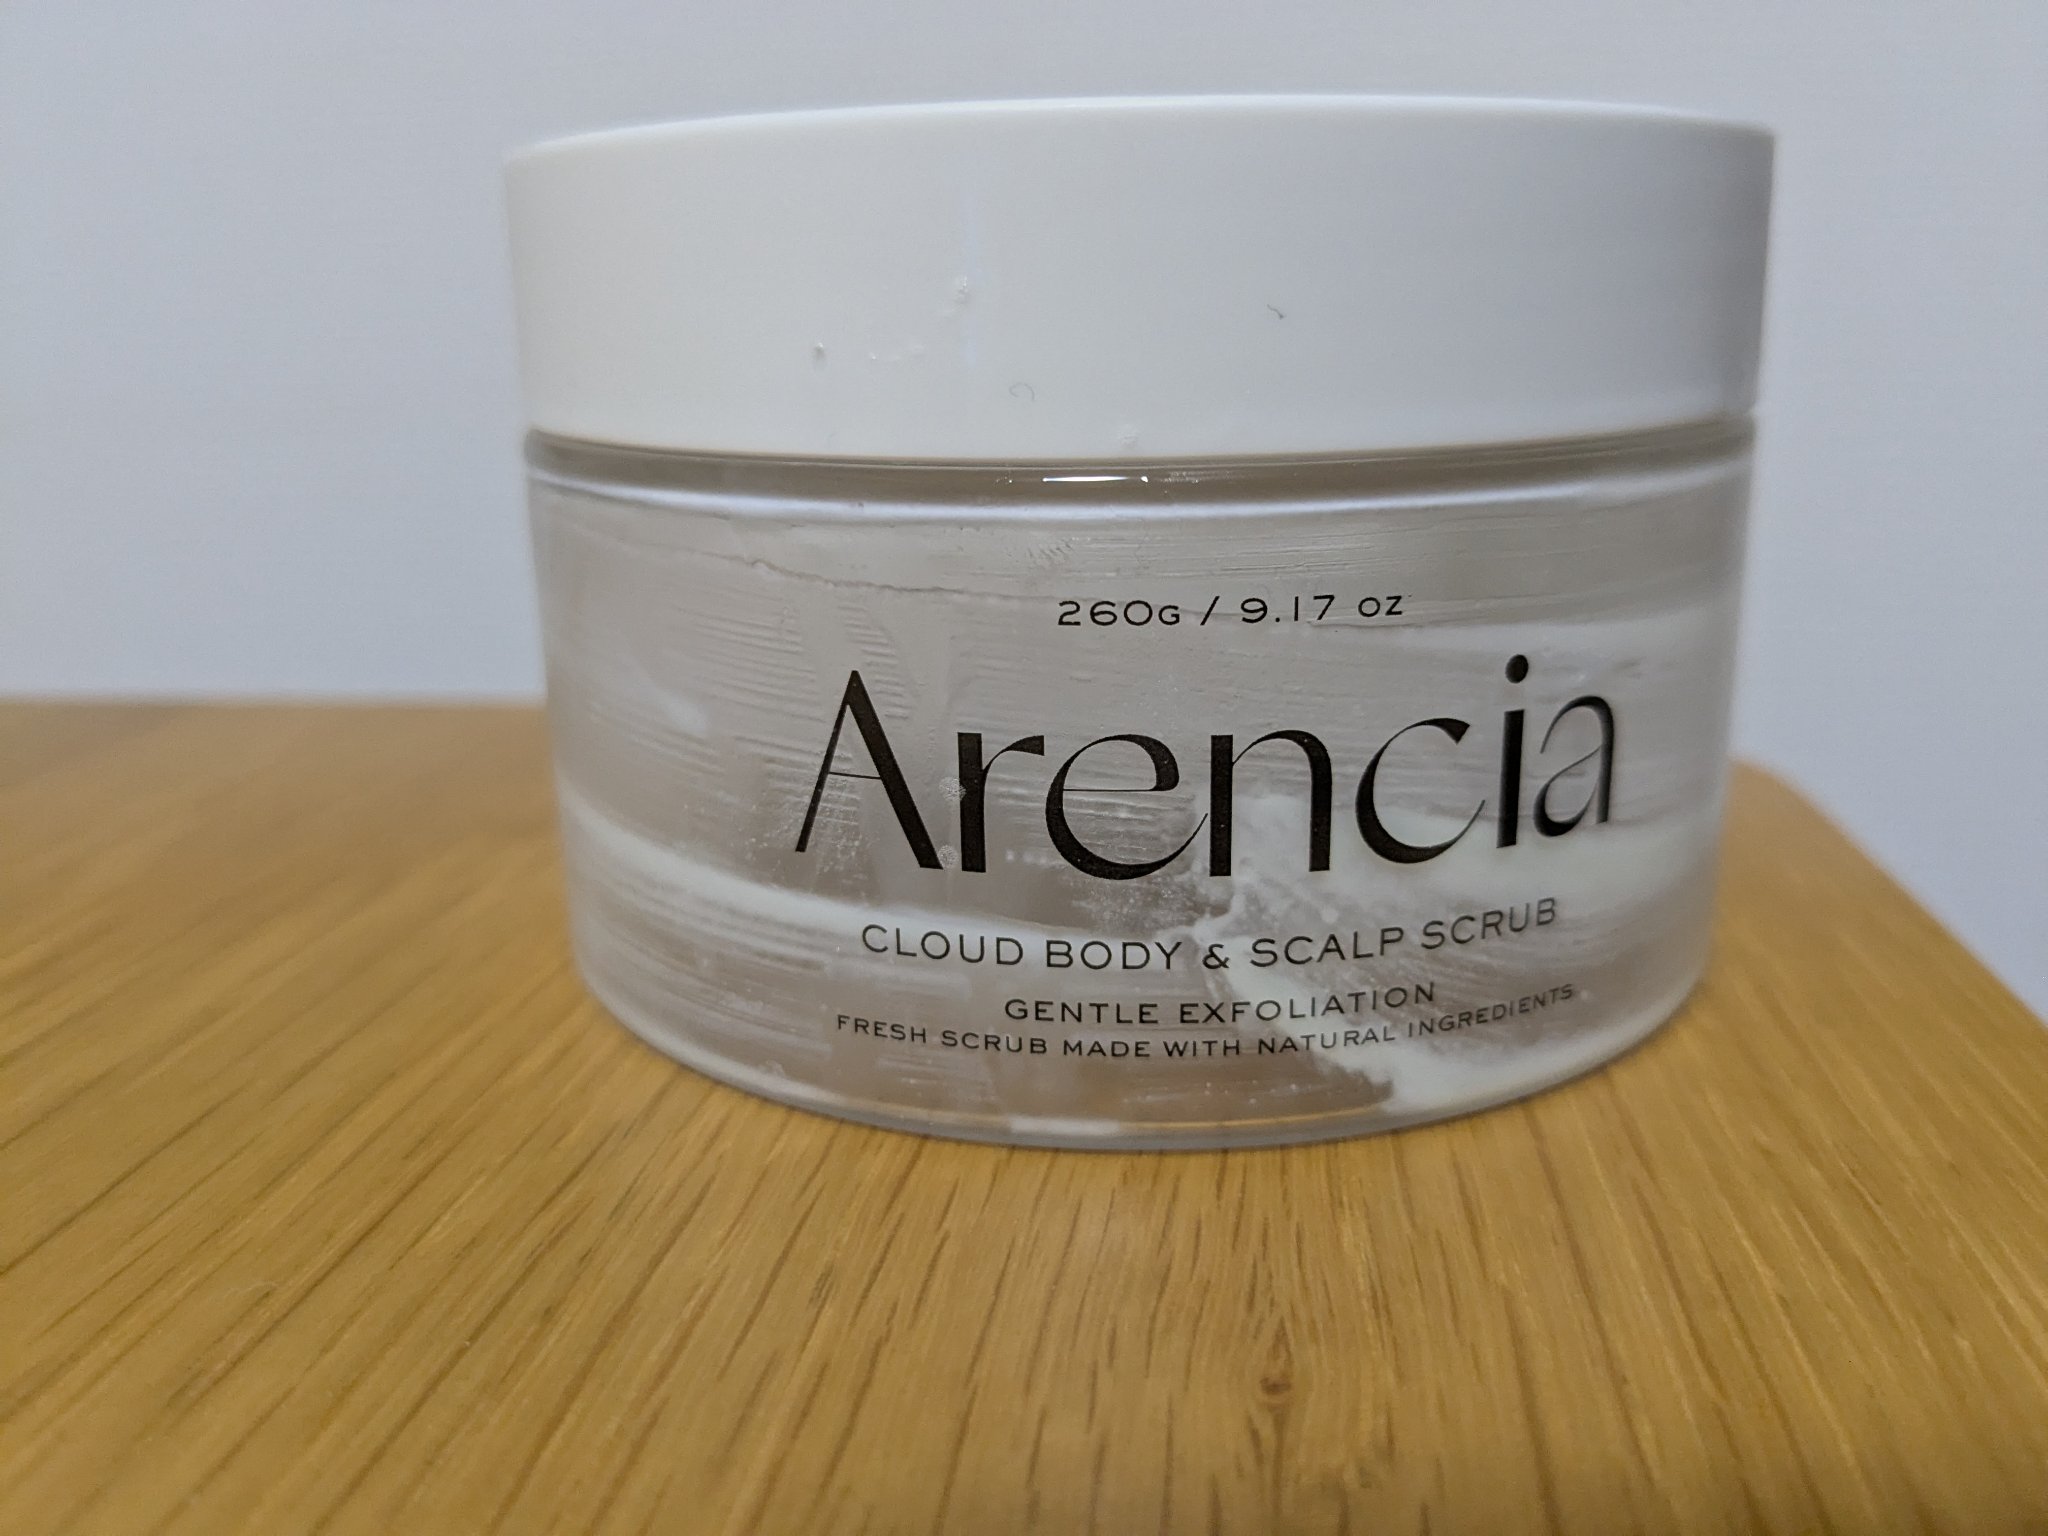 260G / 9.17 OZ
Arencia
CLOUD BODY & SCALP SCRUB
GENTLE EXFOLIATION
FRESH SCRUB MADE WITH NATURAL INGREDIENTS